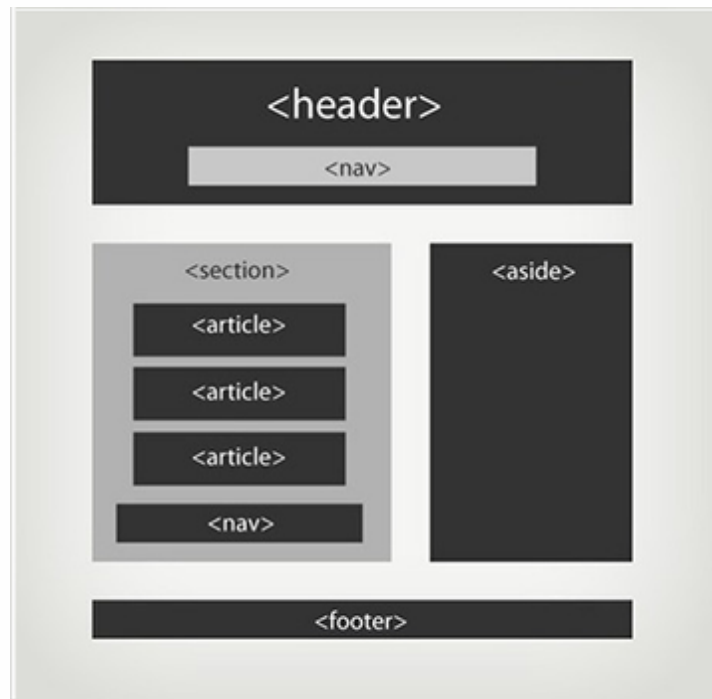 <header>
<nav>
<section>
<article>
<article>
<article>
<nav>
<aside>
<footer>